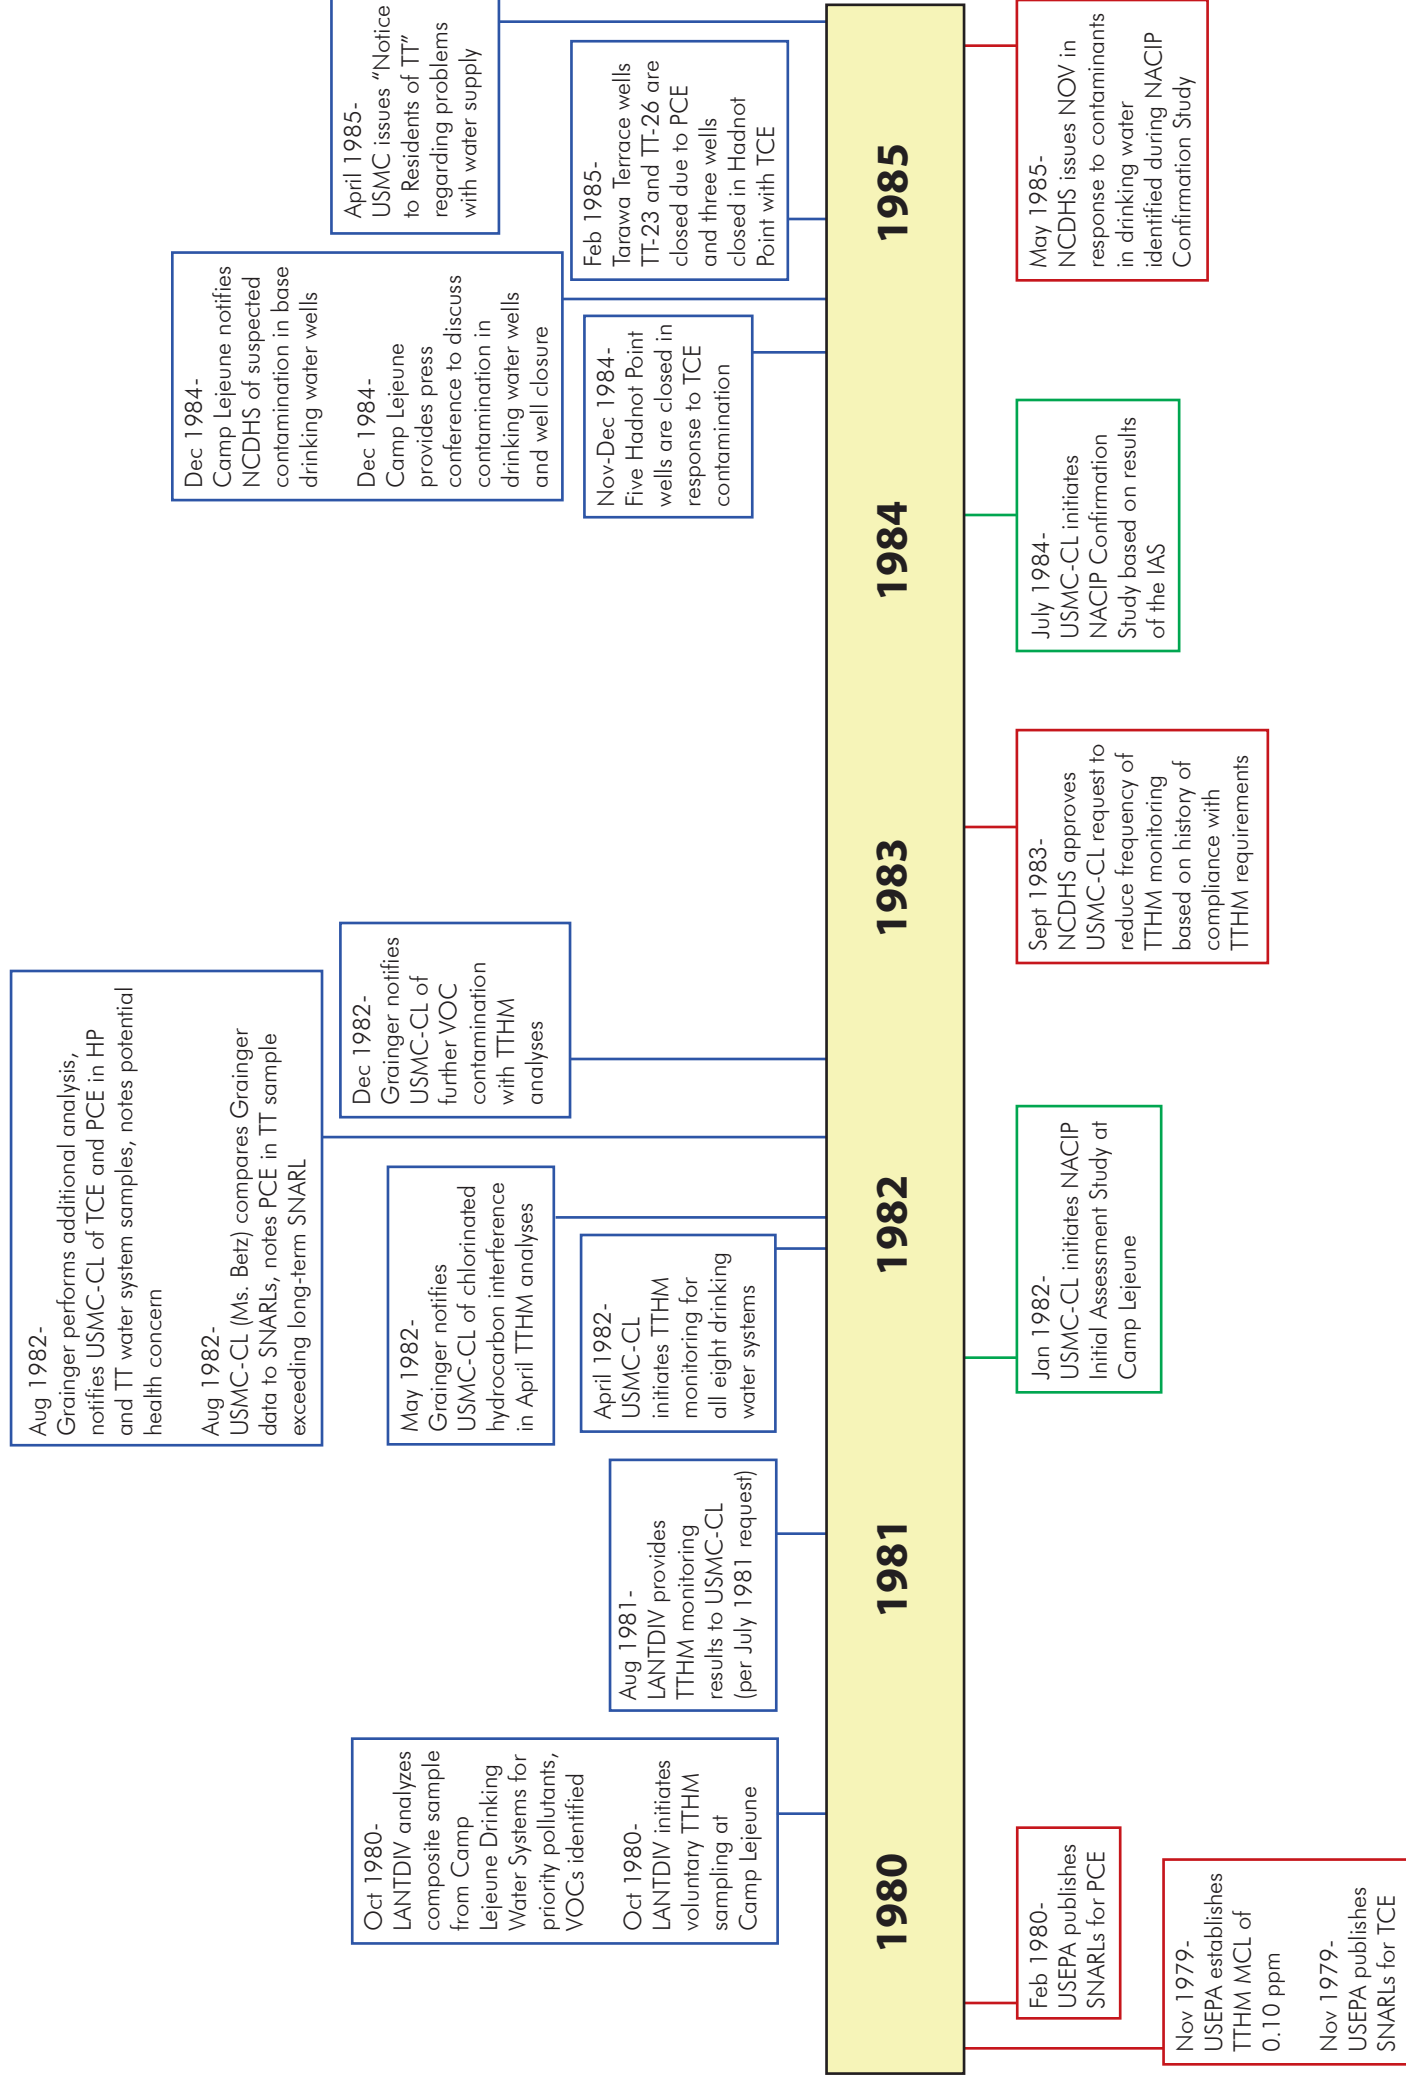 Oct 1980-
LANTDIV analyzes
composite sample
from Camp
Lejeune Drinking
Water Systems for
priority pollutants,
VOCs identified
Oct 1980-
LANTDIV initiates
voluntary TTHM
sampling at
Camp Lejeune
Aug 1981-
LANTDIV provides
TTHM monitoring
results to USMC-CL
(per July 1981 request)
Aug 1982-
Grainger performs additional analysis,
notifies USMC-CL of TCE and PCE in HP
and TT water system samples, notes potential
health concern
Aug 1982-
USMC-CL (Ms. Betz) compares Grainger
data to SNARLs, notes PCE in TT sample
exceeding long-term SNARL
May 1982-
Grainger notifies
USMC-CL of chlorinated
hydrocarbon interference
in April TTHM analyses
April 1982-
USMC-CL
initiates TTHM
monitoring for
all eight drinking
water systems
Dec 1982-
Grainger notifies
USMC-CL of
further VOC
contamination
with TTHM
analyses
Dec 1984-
Camp Lejeune notifies
NCDHS of suspected
contamination in base
drinking water wells
Dec 1984-
Camp Lejeune
provides press
conference to discuss
contamination in
drinking water wells
and well closure
Nov-Dec 1984-
Five Hadnot Point
wells are closed in
response to TCE
contamination
April 1985-
USMC issues “Notice
to Residents of TT”
regarding problems
with water supply
Feb 1985-
Tarawa Terrace wells
TT-23 and TT-26 are
closed due to PCE
and three wells
closed in Hadnot
Point with TCE
1980
1981
1982
1983
1984
1985
Feb 1980-
USEPA publishes
SNARLs for PCE
Nov 1979-
USEPA establishes
TTHM MCL of
0.10 ppm
Nov 1979-
USEPA publishes
SNARLs for TCE
Jan 1982-
USMC-CL initiates NACIP
Initial Assessment Study at
Camp Lejeune
Sept 1983-
NCDHS approves
USMC-CL request to
reduce frequency of
TTHM monitoring
based on history of
compliance with
TTHM requirements
July 1984-
USMC-CL initiates
NACIP Confirmation
Study based on results
of the IAS
May 1985-
NCDHS issues NOV in
response to contaminants
in drinking water
identified during NACIP
Confirmation Study